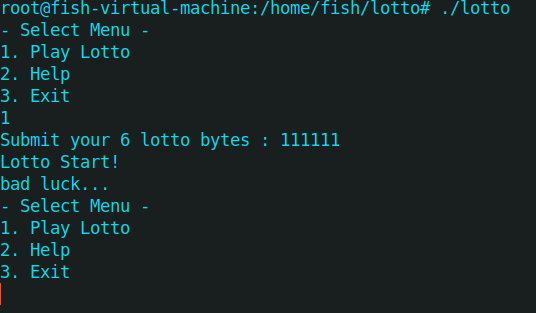 root@fish-virtual-machine:/home/fish/lotto# ./lotto
- Select Menu -
1. Play Lotto
2. Help
3. Exit
1
Submit your 6 lotto bytes : 111111
Lotto Start!
bad luck...
- Select Menu -
1. Play Lotto
2. Help
3. Exit